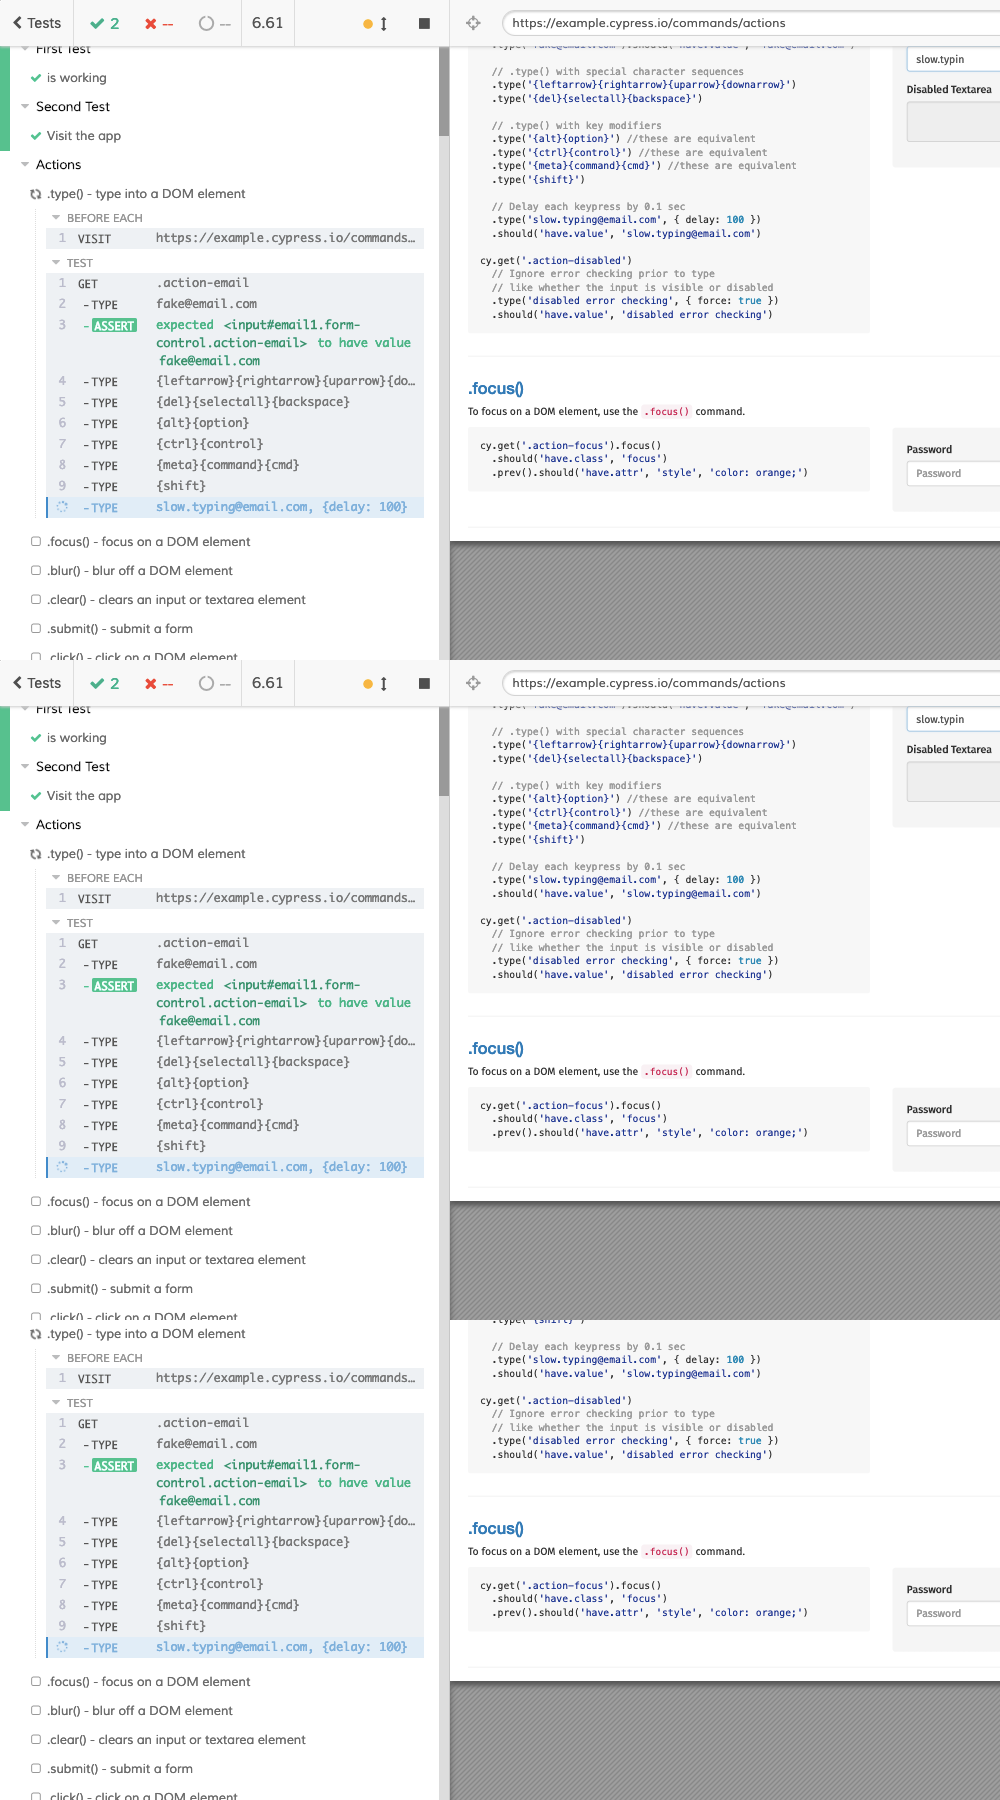 Tests 2 -- -- 6.61
First Test
is working
Second Test
Visit the app
Actions
.type() - type into a DOM element
BEFORE EACH
1 VISIT https://example.cypress.io/commands…
TEST
1 GET .action-email
2 -TYPE fake@email.com
3 -ASSERT expected <input#email1.form-
control.action-email> to have value
fake@email.com
4 -TYPE {leftarrow}{rightarrow}{uparrow}{do…
5 -TYPE {del}{selectall}{backspace}
6 -TYPE {alt}{option}
7 -TYPE {ctrl}{control}
8 -TYPE {meta}{command}{cmd}
9 -TYPE {shift}
-TYPE slow.typing@email.com, {delay: 100}
.focus() - focus on a DOM element
.blur() - blur off a DOM element
.clear() - clears an input or textarea element
.submit() - submit a form
.click() - click on a DOM element
https://example.cypress.io/commands/actions
.type('fake@email.com').should('have.value', 'fake@email.com')
// .type() with special character sequences
.type('{leftarrow}{rightarrow}{uparrow}{downarrow}')
.type('{del}{selectall}{backspace}')
// .type() with key modifiers
.type('{alt}{option}') //these are equivalent
.type('{ctrl}{control}') //these are equivalent
.type('{meta}{command}{cmd}') //these are equivalent
.type('{shift}')
// Delay each keypress by 0.1 sec
.type('slow.typing@email.com', { delay: 100 })
.should('have.value', 'slow.typing@email.com')
cy.get('.action-disabled')
// Ignore error checking prior to type
// like whether the input is visible or disabled
.type('disabled error checking', { force: true })
.should('have.value', 'disabled error checking')
slow.typin
Disabled Textarea
.focus()
To focus on a DOM element, use the .focus() command.
cy.get('.action-focus').focus()
.should('have.class', 'focus')
.prev().should('have.attr', 'style', 'color: orange;')
Password
Password
Tests 2 -- -- 6.61
First Test
is working
Second Test
Visit the app
Actions
.type() - type into a DOM element
BEFORE EACH
1 VISIT https://example.cypress.io/commands…
TEST
1 GET .action-email
2 -TYPE fake@email.com
3 -ASSERT expected <input#email1.form-
control.action-email> to have value
fake@email.com
4 -TYPE {leftarrow}{rightarrow}{uparrow}{do…
5 -TYPE {del}{selectall}{backspace}
6 -TYPE {alt}{option}
7 -TYPE {ctrl}{control}
8 -TYPE {meta}{command}{cmd}
9 -TYPE {shift}
-TYPE slow.typing@email.com, {delay: 100}
.focus() - focus on a DOM element
.blur() - blur off a DOM element
.clear() - clears an input or textarea element
.submit() - submit a form
.click() - click on a DOM element
https://example.cypress.io/commands/actions
.type('fake@email.com').should('have.value', 'fake@email.com')
// .type() with special character sequences
.type('{leftarrow}{rightarrow}{uparrow}{downarrow}')
.type('{del}{selectall}{backspace}')
// .type() with key modifiers
.type('{alt}{option}') //these are equivalent
.type('{ctrl}{control}') //these are equivalent
.type('{meta}{command}{cmd}') //these are equivalent
.type('{shift}')
// Delay each keypress by 0.1 sec
.type('slow.typing@email.com', { delay: 100 })
.should('have.value', 'slow.typing@email.com')
cy.get('.action-disabled')
// Ignore error checking prior to type
// like whether the input is visible or disabled
.type('disabled error checking', { force: true })
.should('have.value', 'disabled error checking')
slow.typin
Disabled Textarea
.focus()
To focus on a DOM element, use the .focus() command.
cy.get('.action-focus').focus()
.should('have.class', 'focus')
.prev().should('have.attr', 'style', 'color: orange;')
Password
Password
.type() - type into a DOM element
BEFORE EACH
1 VISIT https://example.cypress.io/commands…
TEST
1 GET .action-email
2 -TYPE fake@email.com
3 -ASSERT expected <input#email1.form-
control.action-email> to have value
fake@email.com
4 -TYPE {leftarrow}{rightarrow}{uparrow}{do…
5 -TYPE {del}{selectall}{backspace}
6 -TYPE {alt}{option}
7 -TYPE {ctrl}{control}
8 -TYPE {meta}{command}{cmd}
9 -TYPE {shift}
-TYPE slow.typing@email.com, {delay: 100}
.focus() - focus on a DOM element
.blur() - blur off a DOM element
.clear() - clears an input or textarea element
.submit() - submit a form
.click() - click on a DOM element
.type('{shift}')
// Delay each keypress by 0.1 sec
.type('slow.typing@email.com', { delay: 100 })
.should('have.value', 'slow.typing@email.com')
cy.get('.action-disabled')
// Ignore error checking prior to type
// like whether the input is visible or disabled
.type('disabled error checking', { force: true })
.should('have.value', 'disabled error checking')
.focus()
To focus on a DOM element, use the .focus() command.
cy.get('.action-focus').focus()
.should('have.class', 'focus')
.prev().should('have.attr', 'style', 'color: orange;')
Password
Password